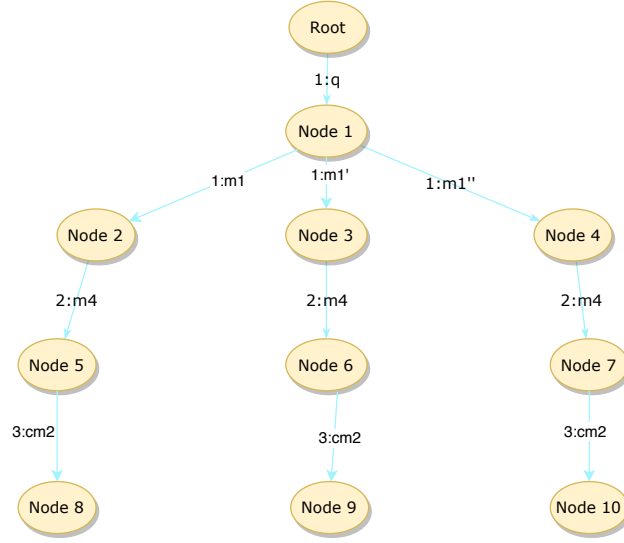 Root
1:q
Node 1
1:m1
1:m1'
1:m1''
Node 2
Node 3
Node 4
2:m4
2:m4
2:m4
Node 5
Node 6
Node 7
3:cm2
3:cm2
3:cm2
Node 8
Node 9
Node 10